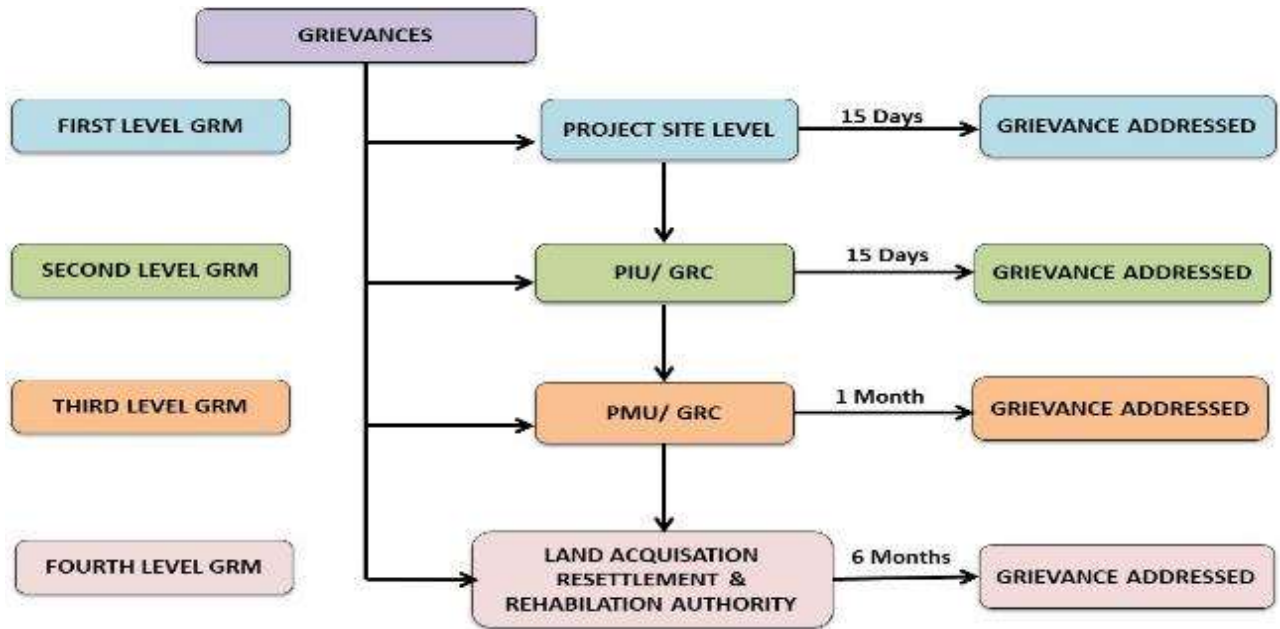 GRIEVANCES
FIRST LEVEL GRM
PROJECT SITE LEVEL
15 Days
GRIEVANCE ADDRESSED
SECOND LEVEL GRM
PIU/ GRC
15 Days
GRIEVANCE ADDRESSED
THIRD LEVEL GRM
PMU/ GRC
1 Month
GRIEVANCE ADDRESSED
FOURTH LEVEL GRM
LAND ACQUISATION
RESETTLEMENT &
REHABILATION AUTHORITY
6 Months
GRIEVANCE ADDRESSED